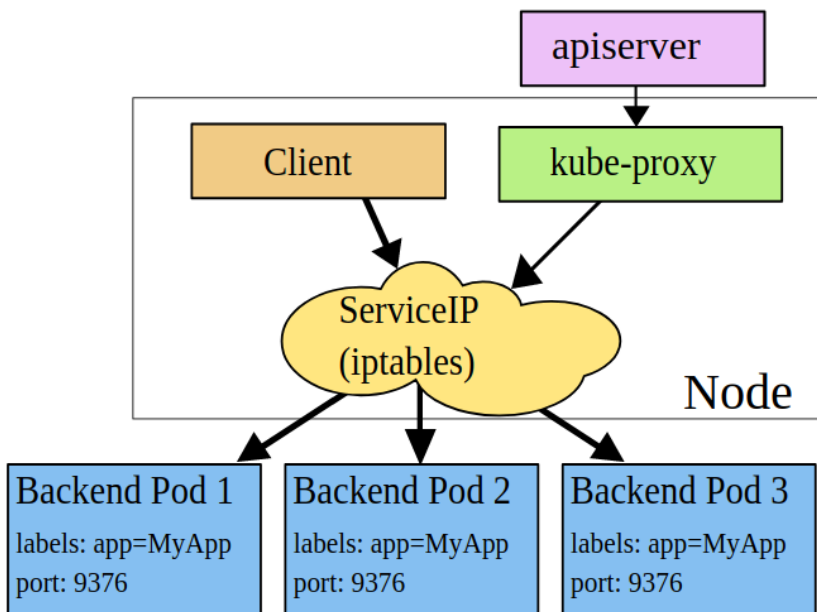 apiserver
Client
kube-proxy
ServiceIP
(iptables)
Node
Backend Pod 1
labels: app=MyApp
port: 9376
Backend Pod 2
labels: app=MyApp
port: 9376
Backend Pod 3
labels: app=MyApp
port: 9376